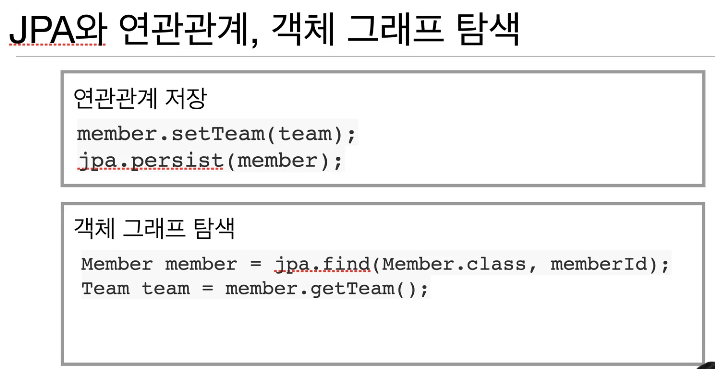 JPA와 연관관계, 객체 그래프 탐색
연관관계 저장
member.setTeam(team);
jpa.persist(member);
객체 그래프 탐색
Member member = jpa.find(Member.class, memberId);
Team team = member.getTeam();